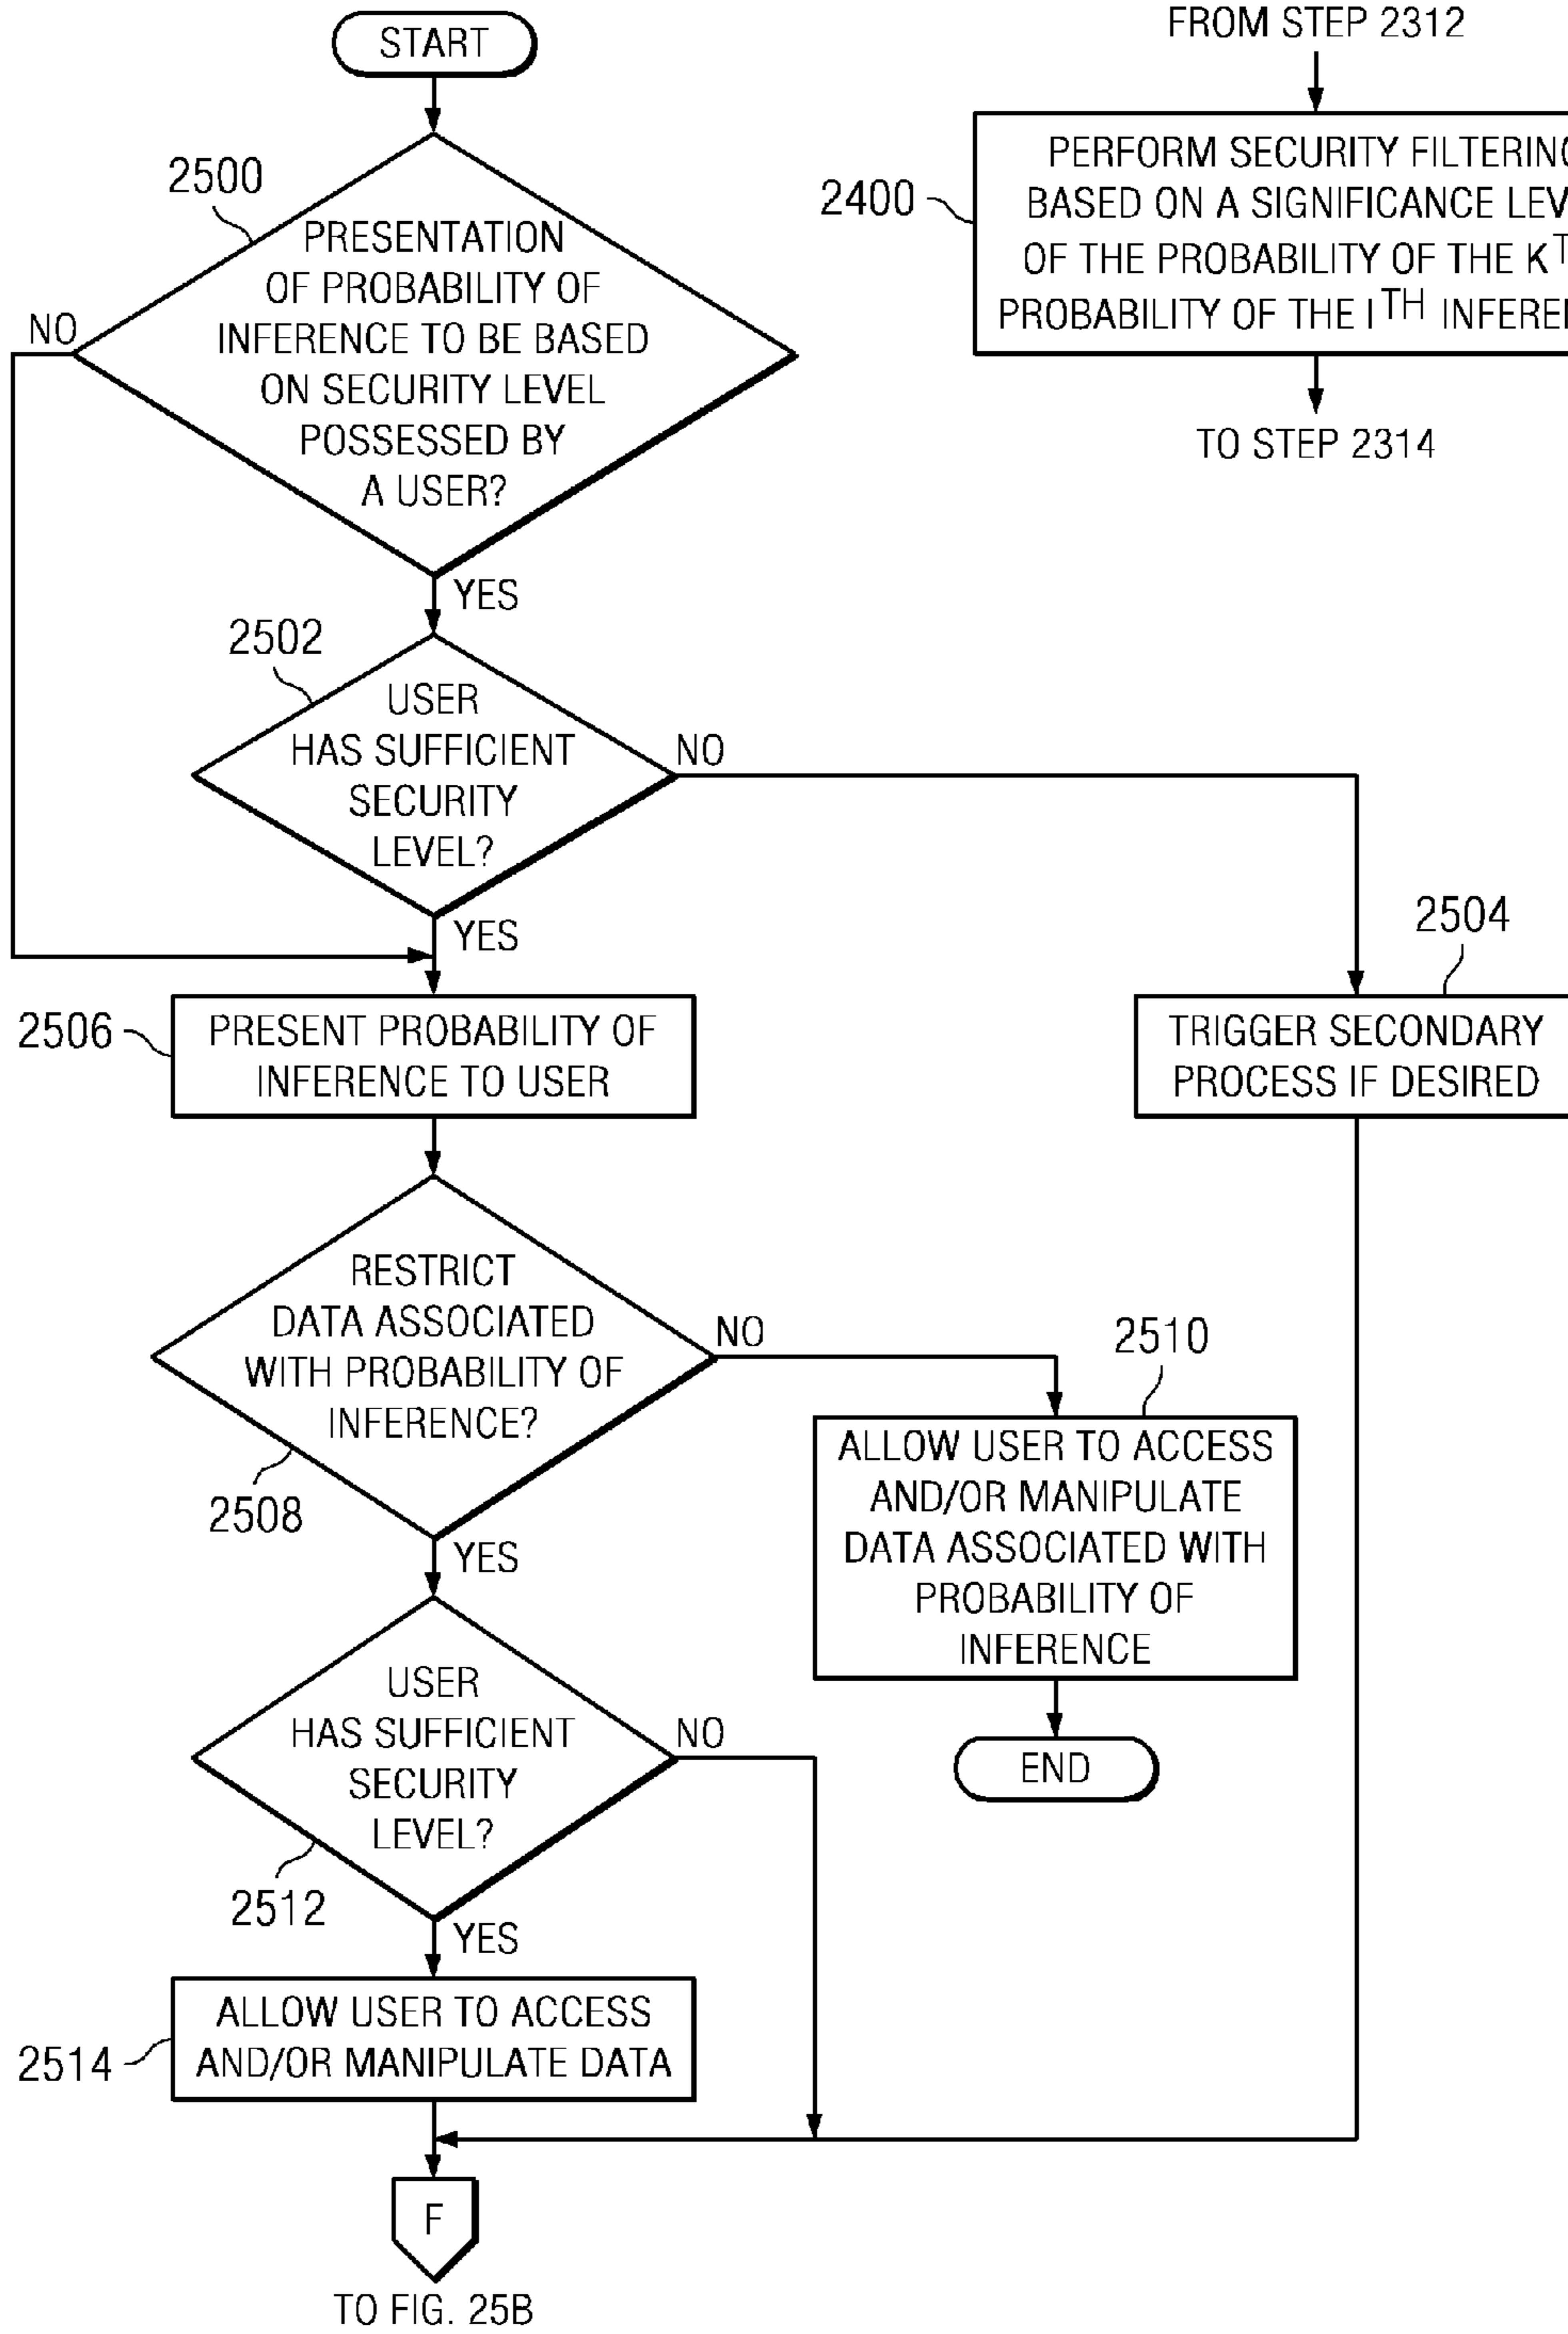 START
2500
PRESENTATION
OF PROBABILITY OF
INFERENCE TO BE BASED
ON SECURITY LEVEL
POSSESSED BY
A USER?
NO
YES
FROM STEP 2312
2400
PERFORM SECURITY FILTERING
BASED ON A SIGNIFICANCE LEV
OF THE PROBABILITY OF THE K
PROBABILITY OF THE I TH INFERE
TO STEP 2314
2502
USER
HAS SUFFICIENT
SECURITY
LEVEL?
NO
YES
2504
TRIGGER SECONDARY
PROCESS IF DESIRED
2506
PRESENT PROBABILITY OF
INFERENCE TO USER
RESTRICT
DATA ASSOCIATED
WITH PROBABILITY OF
INFERENCE?
2508
NO
YES
2510
ALLOW USER TO ACCESS
AND/OR MANIPULATE
DATA ASSOCIATED WITH
PROBABILITY OF
INFERENCE
END
USER
HAS SUFFICIENT
SECURITY
LEVEL?
2512
NO
YES
2514
ALLOW USER TO ACCESS
AND/OR MANIPULATE DATA
F
TO FIG. 25B